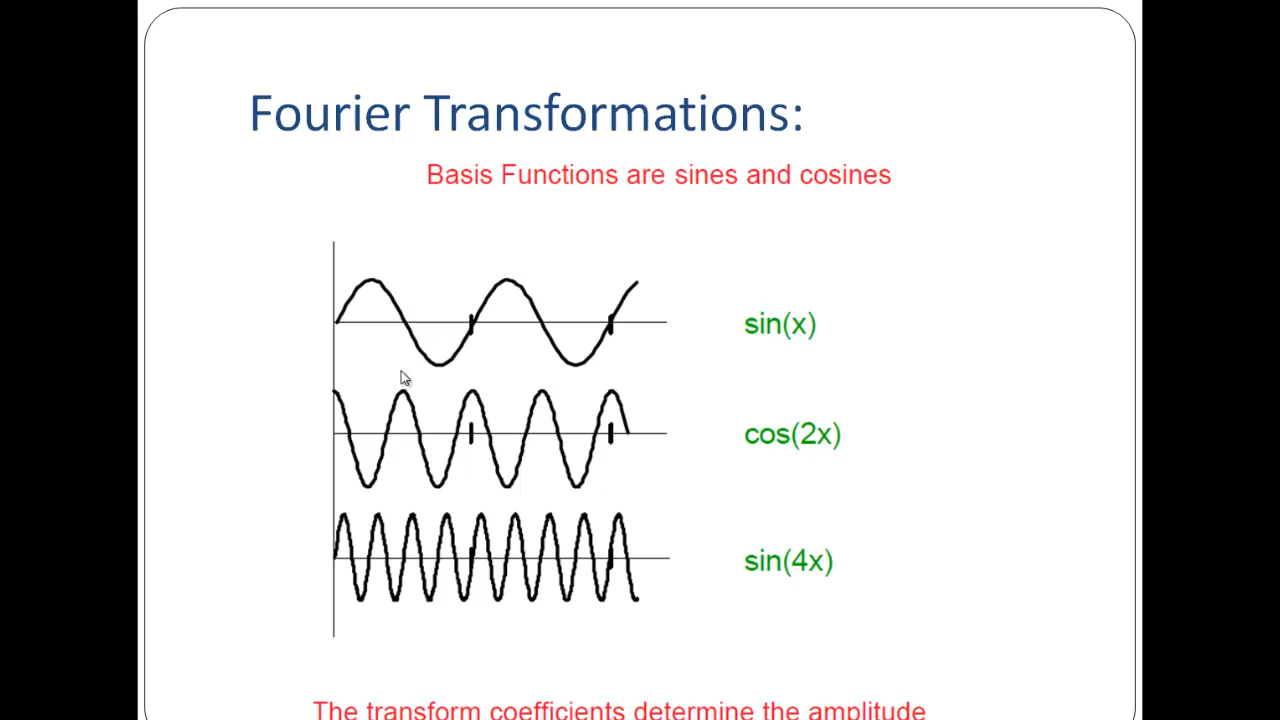 Fourier Transformations:
Basis Functions are sines and cosines
sin(x)
cos(2x)
sin(4x)
The transform coefficients determine the amplitude